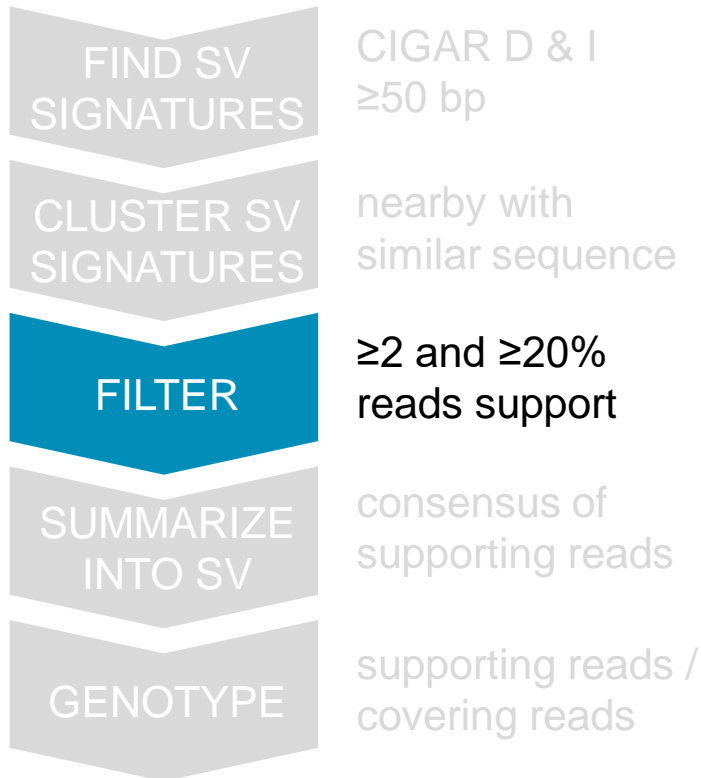 FIND SV
SIGNATURES
CIGAR D & I
≥50 bp
CLUSTER SV
SIGNATURES
nearby with
similar sequence
FILTER
≥2 and ≥20%
reads support
SUMMARIZE
INTO SV
consensus of
supporting reads
GENOTYPE
supporting reads /
covering reads